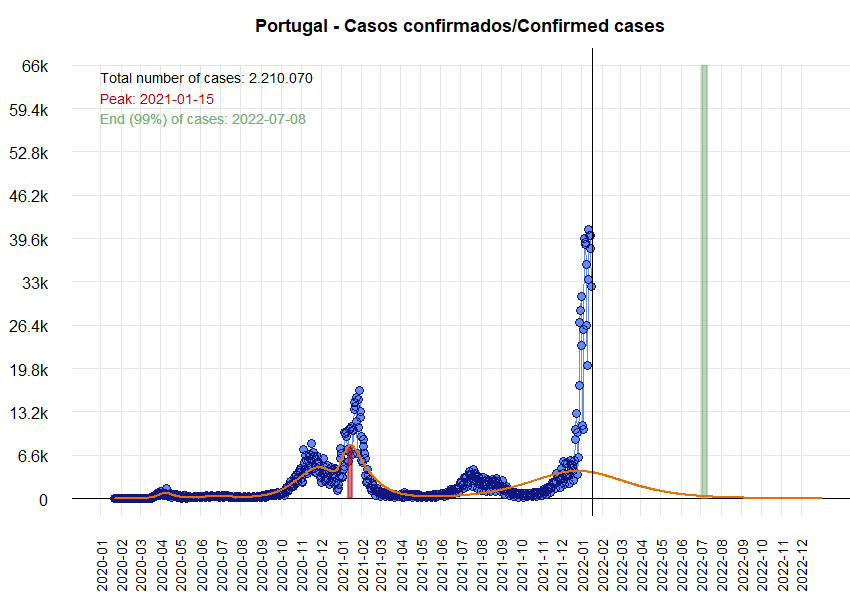 Portugal - Casos confirmados/Confirmed cases
66k
59.4k
52.8k
46.2k
39.6k
33k
26.4k
19.8k
13.2k
6.6k
0
Total number of cases: 2.210.070
Peak: 2021-01-15
End (99%) of cases: 2022-07-08
2020-01
2020-02
2020-03
2020-04
2020-05
2020-06
2020-07
2020-08
2020-09
2020-10
2020-11
2020-12
2021-01
2021-02
2021-03
2021-04
2021-05
2021-06
2021-07
2021-08
2021-09
2021-10
2021-11
2021-12
2022-01
2022-02
2022-03
2022-04
2022-05
2022-06
2022-07
2022-08
2022-09
2022-10
2022-11
2022-12